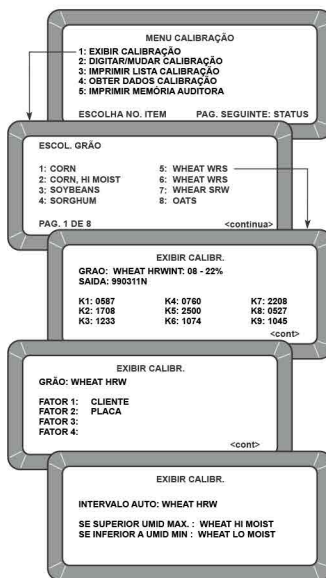 MENU CALIBRAÇÃO
1: EXIBIR CALIBRAÇÃO
2: DIGITAR/MUDAR CALIBRAÇÃO
3: IMPRIMIR LISTA CALIBRAÇÃO
4: OBTER DADOS CALIBRAÇÃO
5: IMPRIMIR MEMÓRIA AUDITORA
ESCOLHA NO. ITEM PAG. SEGUINTE: STATUS
ESCOL. GRÃO
1: CORN 5: WHEAT WRS
2: CORN, HI MOIST 6: WHEAT WRS
3: SOYBEANS 7: WHEAR SRW
4: SORGHUM 8: OATS
PAG. 1 DE 8 <continua>
EXIBIR CALIBR.
GRAO: WHEAT HRWINT: 08 - 22%
SAIDA: 990311N
K1: 0587 K4: 0760 K7: 2208
K2: 1708 K5: 2500 K8: 0527
K3: 1233 K6: 1074 K9: 1045
<cont>
EXIBIR CALIBR.
GRÃO: WHEAT HRW
FATOR 1: CLIENTE
FATOR 2: PLACA
FATOR 3:
FATOR 4:
<cont>
EXIBIR CALIBR.
INTERVALO AUTO: WHEAT HRW
SE SUPERIOR UMID MAX. : WHEAT HI MOIST
SE INFERIOR A UMID MIN : WHEAT LO MOIST